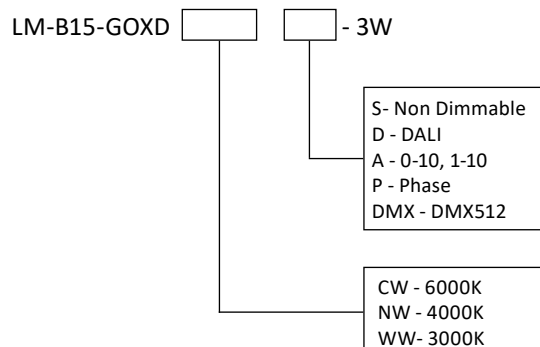 LM-B15-GOXD - 3W
S- Non Dimmable
D - DALI
A - 0-10, 1-10
P - Phase
DMX - DMX512
CW - 6000K
NW - 4000K
WW- 3000K